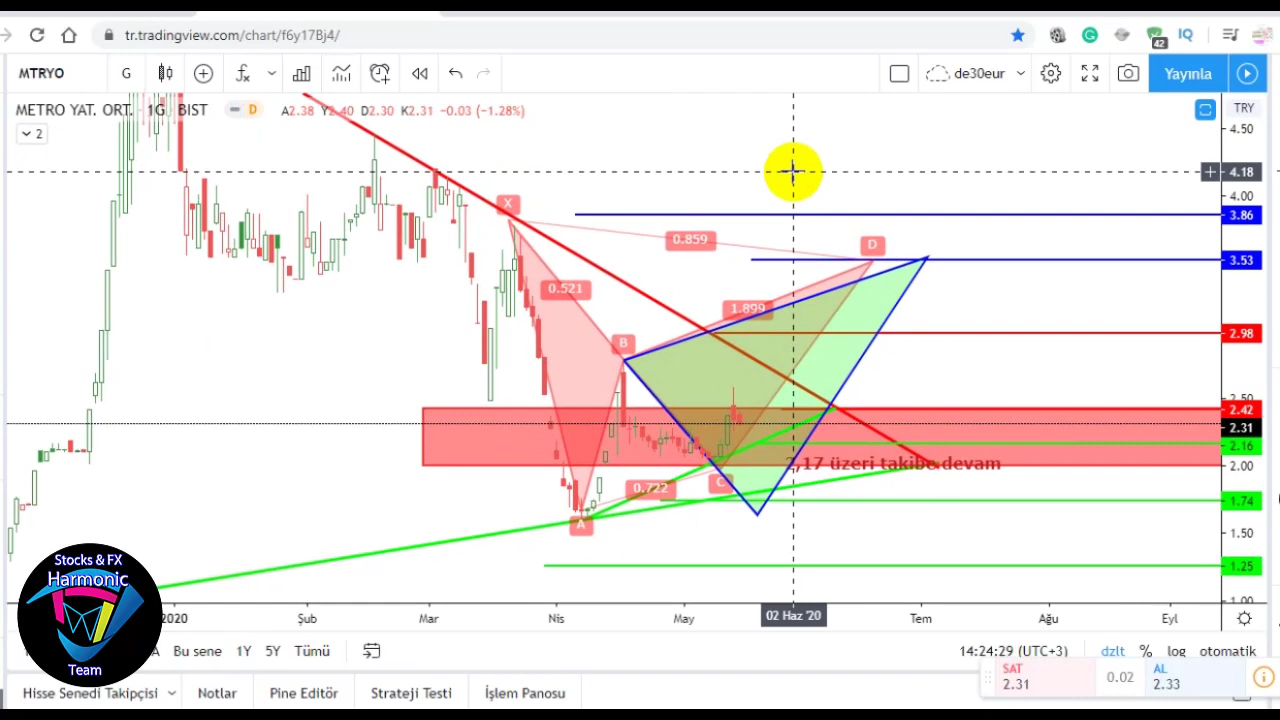 tr.tradingview.com/chart/f6y17Bj4/
42
IQ
MTRYO
G
de30eur
Yayınla
METRO YAT. ORT. · 1G · BIST
D
A2.38 Y2.40 D2.30 K2.31 −0.03 (−1.28%)
2
TRY
4.50
4.18
4.00
3.86
3.53
2.98
2.50
2.42
2.31
2.16
2.00
1.74
1.50
1.25
1.00
X
0.859
D
0.521
1.899
B
0.722
C
A
,17 üzeri takibe devam
2020
Şub
Mar
Nis
May
02 Haz '20
Tem
Ağu
Eyl
Stocks & FX
Harmonic
Team
Bu sene
1Y
5Y
Tümü
14:24:29 (UTC+3)
dzlt
%
log
otomatik
SAT
2.31
0.02
AL
2.33
Hisse Senedi Takipçisi
Notlar
Pine Editör
Strateji Testi
İşlem Panosu